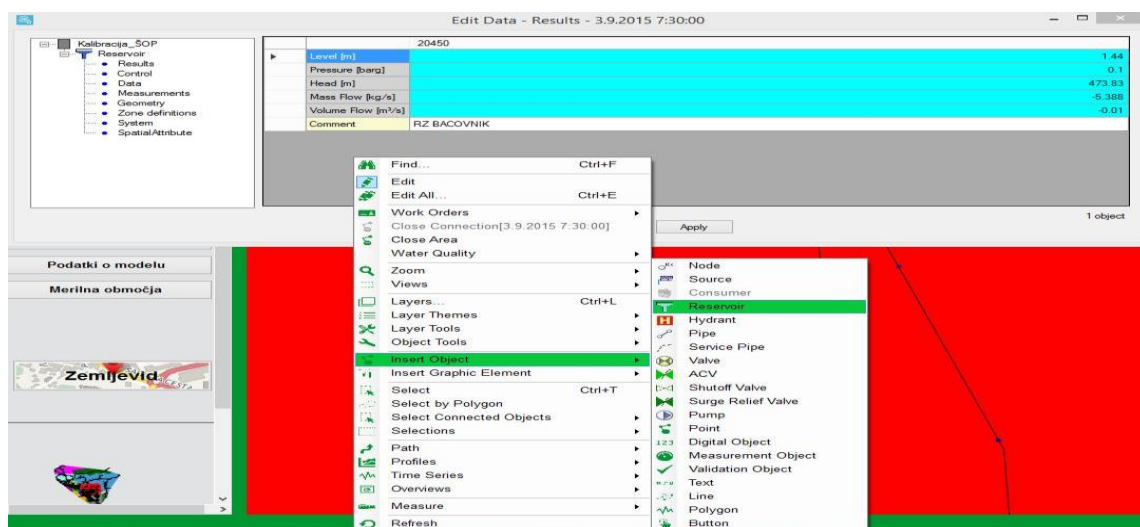 Edit Data - Results - 3.9.2015 7:30:00
Kalibracija_ŠOP
Reservoir
Results
Control
Data
Measurements
Geometry
Zone definitions
System
SpatialAttribute
20450
Level [m] 1.44
Pressure [barg] 0.1
Head [m] 473.83
Mass Flow [kg/s] -5.388
Volume Flow [m³/s] -0.01
Comment RZ BACOVNIK
1 object
Apply
Podatki o modelu
Merilna območja
Zemljevid
Find... Ctrl+F
Edit
Edit All... Ctrl+E
Work Orders
Close Connection[3.9.2015 7:30:00]
Close Area
Water Quality
Zoom
Views
Layers... Ctrl+L
Layer Themes
Layer Tools
Object Tools
Insert Object
Insert Graphic Element
Select Ctrl+T
Select by Polygon
Select Connected Objects
Selections
Path
Profiles
Time Series
Overviews
Measure
Refresh
Node
Source
Consumer
Reservoir
H Hydrant
Pipe
Service Pipe
Valve
ACV
Shutoff Valve
Surge Relief Valve
Pump
Point
123 Digital Object
Measurement Object
Validation Object
Text
Line
Polygon
Button